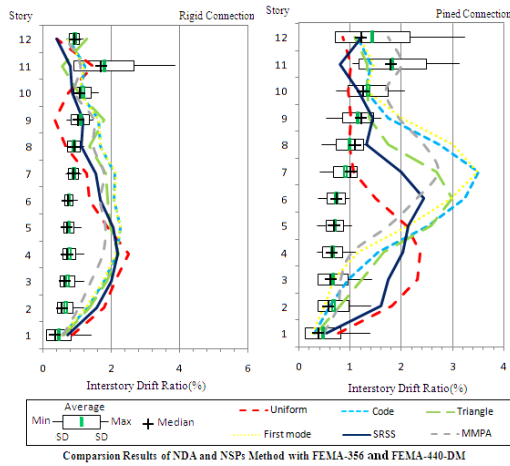 Story Rigid Connection
12
11
10
9
8
7
6
5
4
3
2
1
0 2 4 6
Interstory Drift Ratio(%)
Story Pined Connection
12
11
10
9
8
7
6
5
4
3
2
1
0 1 2 3 4
Interstory Drift Ratio(%)
Average
Min Max
SD SD
Median
Uniform Code Triangle
First mode SRSS MMPA
Comparsion Results of NDA and NSPs Method with FEMA-356 and FEMA-440-DM